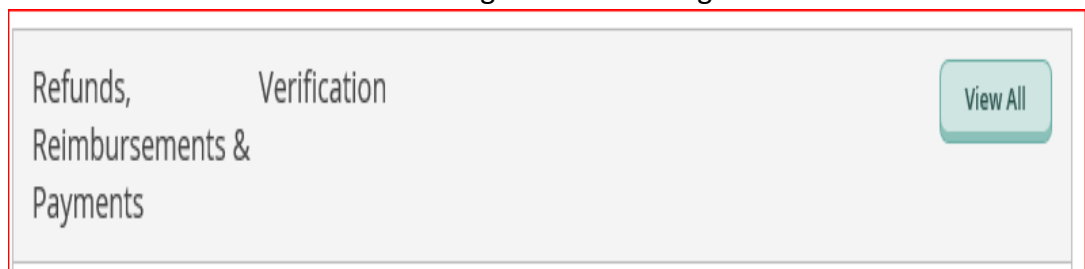 Refunds,
Reimbursements &
Payments
Verification
View All